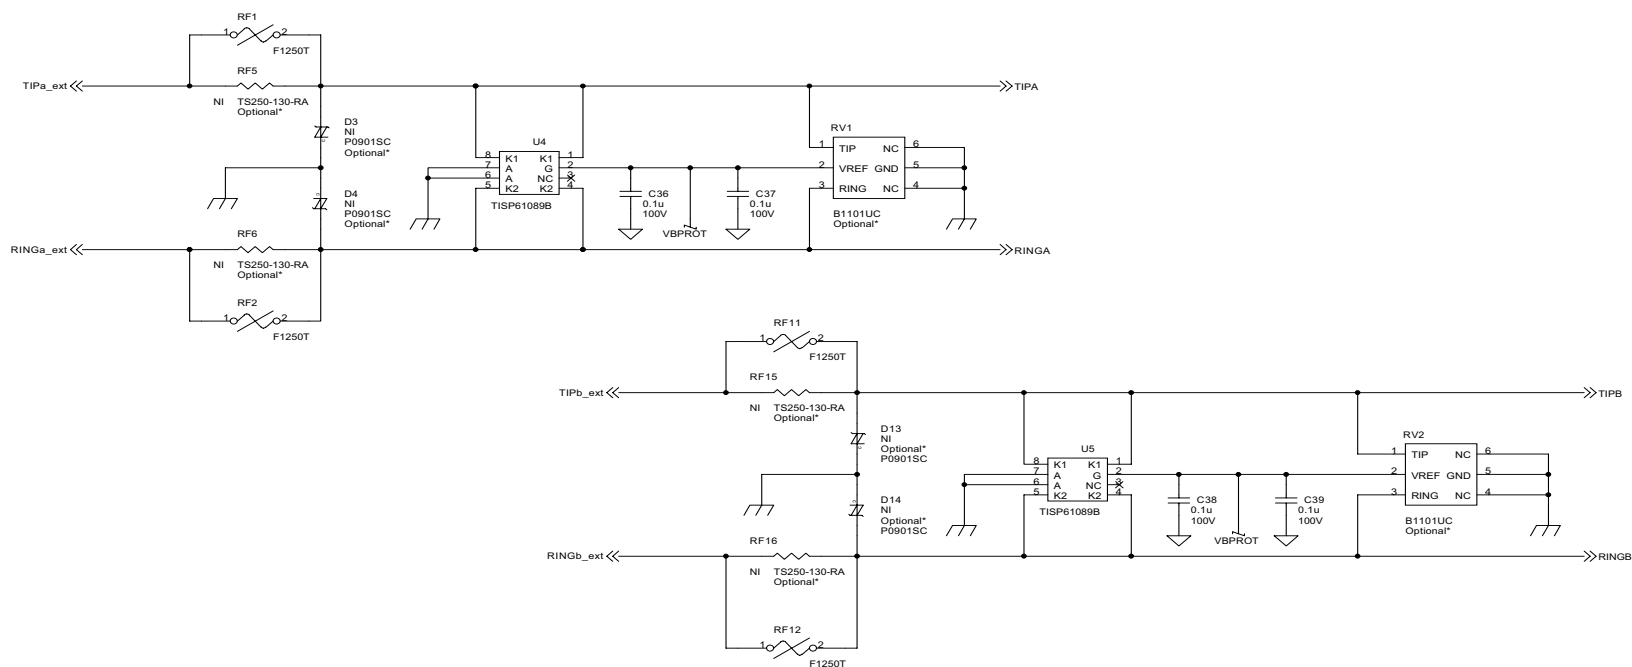 RF1
1 2
F1250T
RF5
TIPa_ext
TIPA
NI TS250-130-RA
Optional*
D3
NI
P0901SC
Optional*
U4
8 K1 K1 1
7 A G 2
6 A NC 3
5 K2 K2 4
TISP61089B
RV1
1 TIP NC 6
2 VREF GND 5
3 RING NC 4
B1101UC
Optional*
C36
0.1u
100V
VBPROT
C37
0.1u
100V
D4
NI
P0901SC
Optional*
RF6
RINGa_ext
RINGA
NI TS250-130-RA
Optional*
RF2
1 2
F1250T
RF11
1 2
F1250T
RF15
TIPb_ext
TIPB
NI TS250-130-RA
Optional*
D13
NI
Optional*
P0901SC
U5
8 K1 K1 1
7 A G 2
6 A NC 3
5 K2 K2 4
TISP61089B
RV2
1 TIP NC 6
2 VREF GND 5
3 RING NC 4
B1101UC
Optional*
C38
0.1u
100V
VBPROT
C39
0.1u
100V
D14
NI
Optional*
P0901SC
RF16
RINGb_ext
RINGB
NI TS250-130-RA
Optional*
RF12
1 2
F1250T